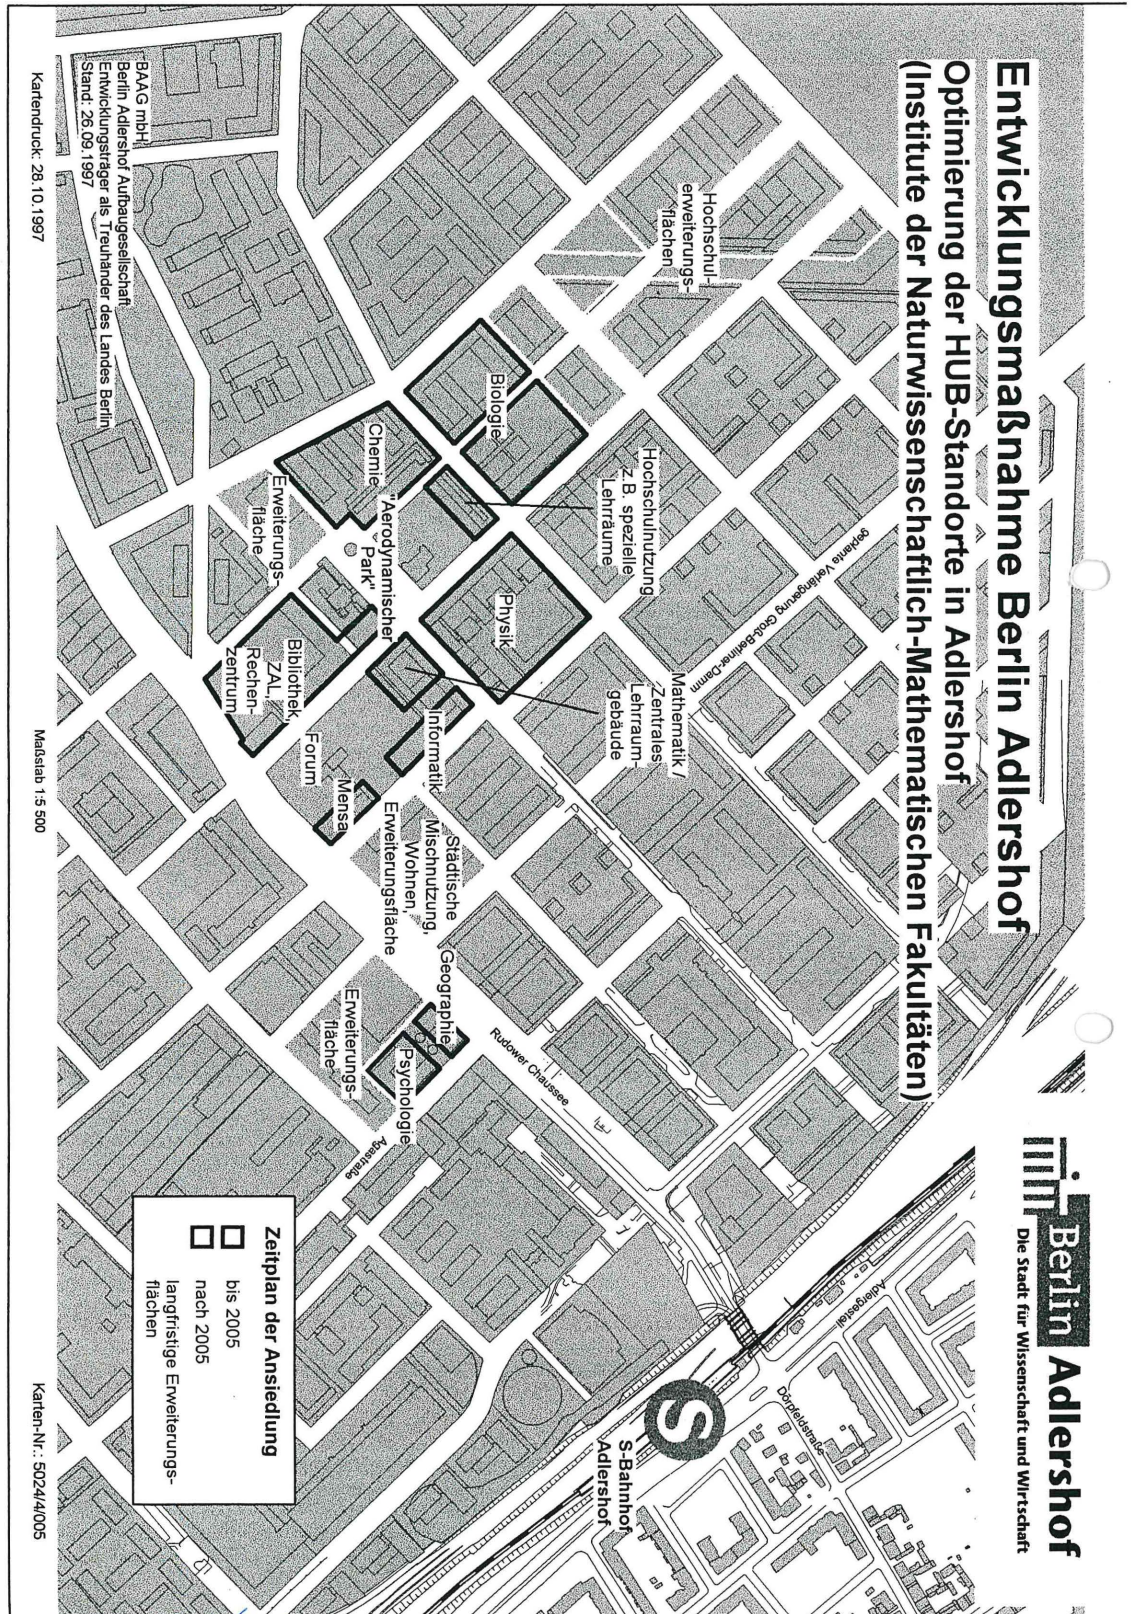 Entwicklungsmaßnahme Berlin Adlershof
Optimierung der HUB-Standorte in Adlershof
(Institute der Naturwissenschaftlich-Mathematischen Fakultäten)
Berlin Adlershof
Die Stadt für Wissenschaft und Wirtschaft
Hochschul-
erweiterungs-
flächen
geplante Verlängerung Groß-Berliner-Damm
Hochschulnutzung
z.B. spezielle
Lehrräume
Mathematik /
Zentrales
Lehrraum-
gebäude
Biologie
Physik
Chemie
"Aerodynamischer
Park"
Informatik
Erweiterungs-
fläche
Bibliothek,
ZAL,
Rechen-
zentrum
Forum
Mensa
Städtische
Mischnutzung,
Wohnen,
Erweiterungsfläche
Geographie
Psychologie
Erweiterungs-
fläche
Rudower Chaussee
Agastraße
Adlergestell
Dörpfeldstraße
S
S-Bahnhof
Adlershof
Zeitplan der Ansiedlung
bis 2005
nach 2005
langfristige Erweiterungs-
flächen
BAAG mbH
Berlin Adlershof Aufbaugesellschaft
Entwicklungsträger als Treuhänder des Landes Berlin
Stand: 26.09.1997
Kartendruck: 28.10.1997
Maßstab 1:5 500
Karten-Nr.: 5024/4/005